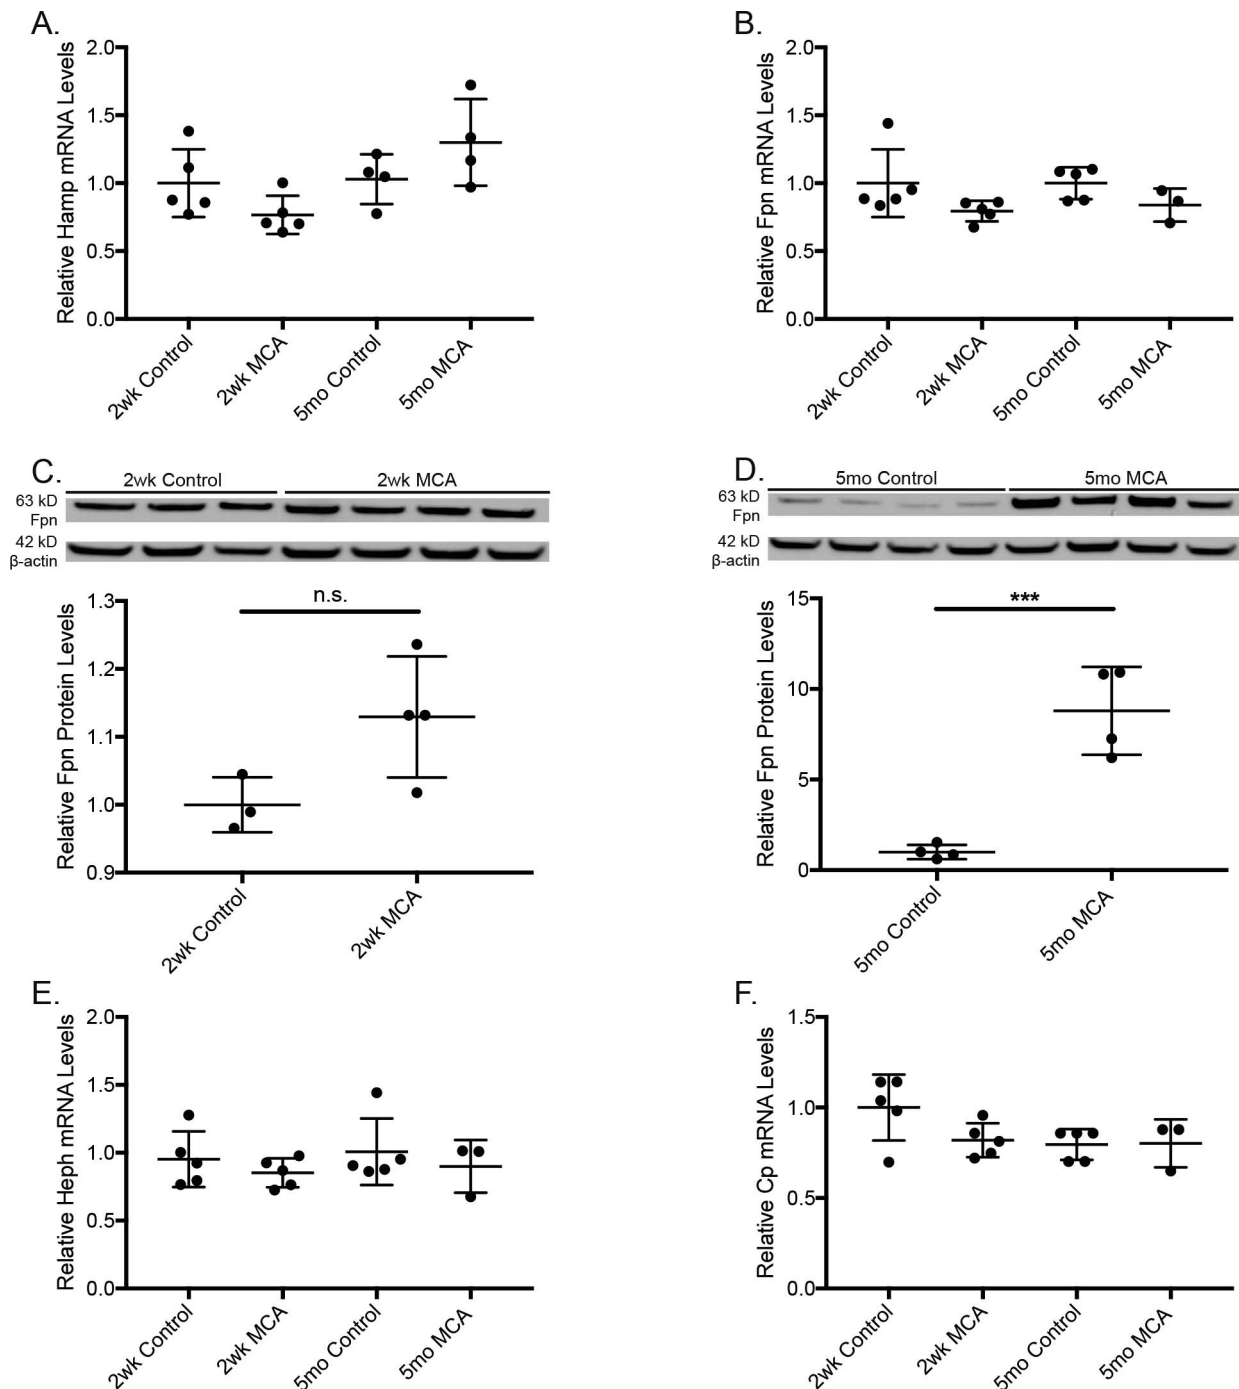 A.
Relative Hamp mRNA Levels
2.0
1.5
1.0
0.5
0.0
2wk Control
2wk MCA
5mo Control
5mo MCA
B.
Relative Fpn mRNA Levels
2.0
1.5
1.0
0.5
0.0
2wk Control
2wk MCA
5mo Control
5mo MCA
C.
2wk Control
2wk MCA
63 kD
Fpn
42 kD
β-actin
n.s.
Relative Fpn Protein Levels
1.3
1.2
1.1
1.0
0.9
2wk Control
2wk MCA
D.
5mo Control
5mo MCA
63 kD
Fpn
42 kD
β-actin
***
Relative Fpn Protein Levels
15
10
5
0
5mo Control
5mo MCA
E.
Relative Heph mRNA Levels
2.0
1.5
1.0
0.5
0.0
2wk Control
2wk MCA
5mo Control
5mo MCA
F.
Relative Cp mRNA Levels
1.5
1.0
0.5
0.0
2wk Control
2wk MCA
5mo Control
5mo MCA